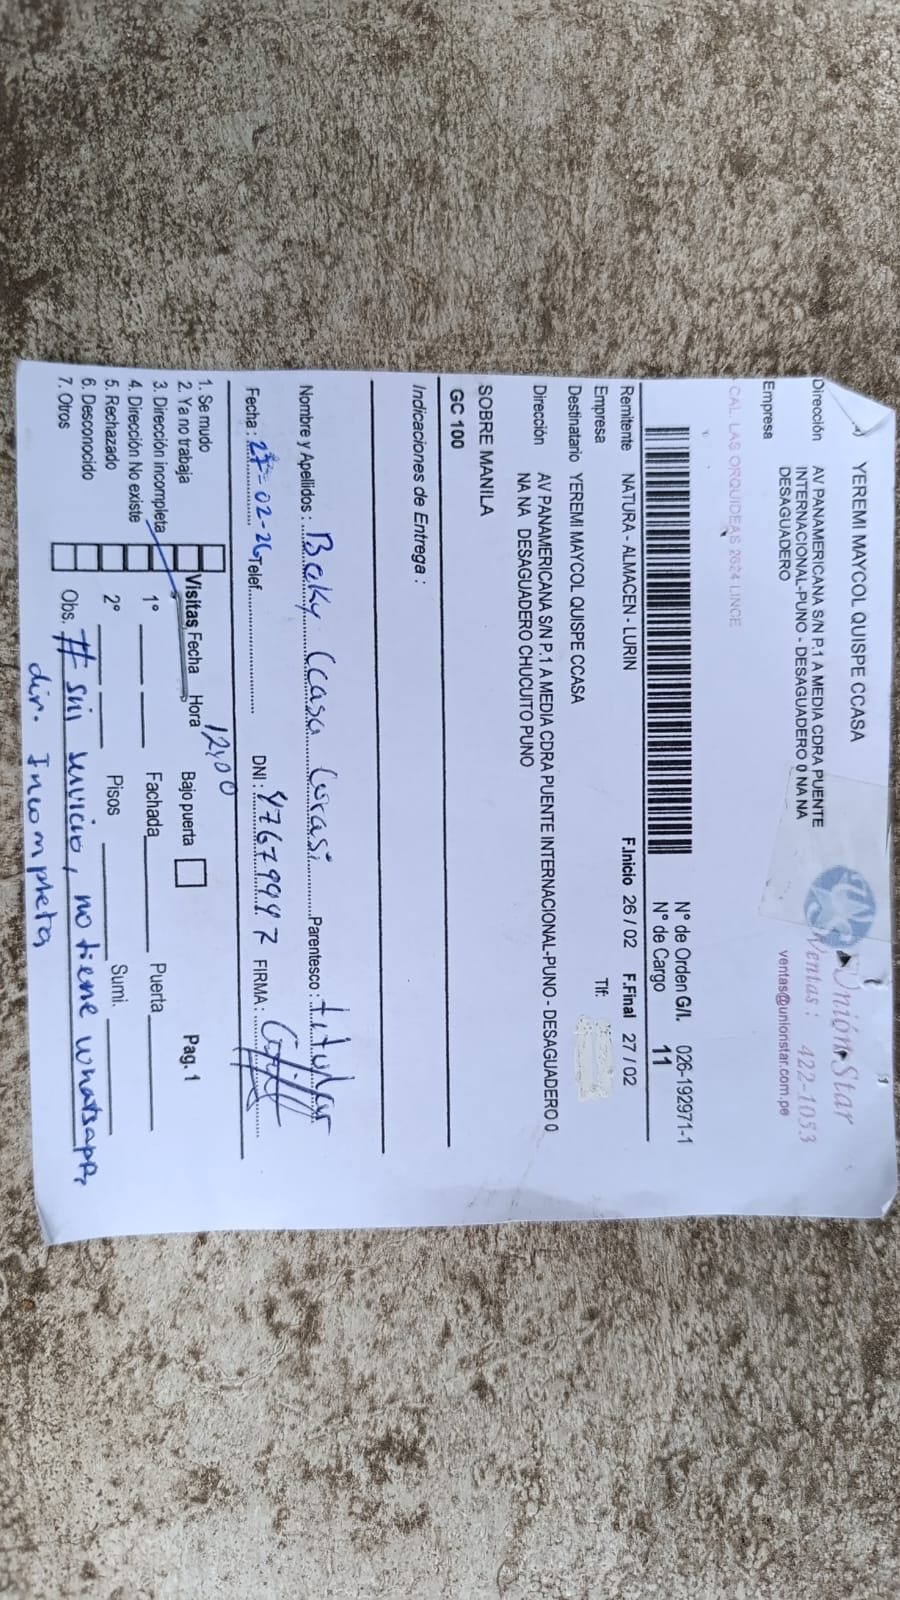 YEREMI MAYCOL QUISPE CCASA
Dirección AV PANAMERICANA S/N P.1 A MEDIA CDRA PUENTE
INTERNACIONAL-PUNO - DESAGUADERO 0 NA NA
DESAGUADERO
Empresa
CAL. LAS ORQUIDEAS 2624 LINCE
Unión Star
Ventas : 422-1053
ventas@unionstar.com.pe
1
N° de Orden G/I. 026-192971-1
N° de Cargo 11
Remitente NATURA - ALMACEN - LURIN F.Inicio 26 / 02 F.Final 27 / 02
Empresa Tlf:
Destinatario YEREMI MAYCOL QUISPE CCASA
Dirección AV PANAMERICANA S/N P.1 A MEDIA CDRA PUENTE INTERNACIONAL-PUNO - DESAGUADERO 0
NA NA DESAGUADERO CHUCUITO PUNO
SOBRE MANILA
GC 100
Indicaciones de Entrega :
Nombre y Apellidos : Ccasa Parentesco : titular
Fecha : 27-02-26 Telef. DNI : FIRMA :
12:00
1. Se mudo Visitas Fecha Hora Bajo puerta Pag. 1
2. Ya no trabaja
3. Dirección incompleta 1° Fachada Puerta
4. Dirección No existe
5. Rechazado 2° Pisos Sumi.
6. Desconocido
7. Otros Obs. # sin servicio, no tiene whatsapp,
dir. Incompleta